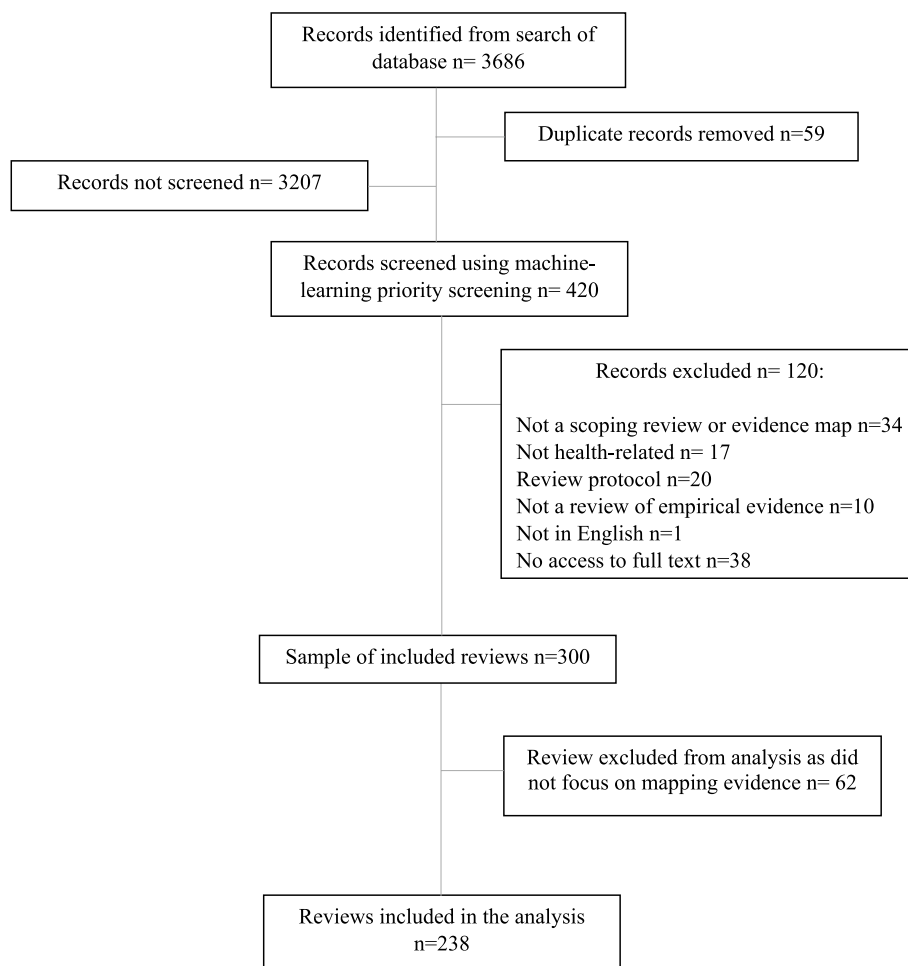 Records identified from search of
database n= 3686
Duplicate records removed n=59
Records not screened n= 3207
Records screened using machine-
learning priority screening n= 420
Records excluded n= 120:
Not a scoping review or evidence map n=34
Not health-related n= 17
Review protocol n=20
Not a review of empirical evidence n=10
Not in English n=1
No access to full text n=38
Sample of included reviews n=300
Review excluded from analysis as did
not focus on mapping evidence n= 62
Reviews included in the analysis
n=238